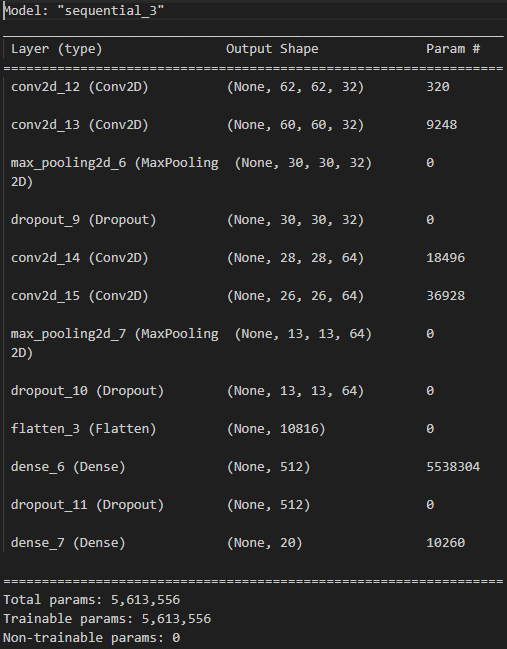 Model: "sequential_3"
_________________________________________________________________
Layer (type) Output Shape Param #
=================================================================
conv2d_12 (Conv2D) (None, 62, 62, 32) 320
conv2d_13 (Conv2D) (None, 60, 60, 32) 9248
max_pooling2d_6 (MaxPooling (None, 30, 30, 32) 0
2D)
dropout_9 (Dropout) (None, 30, 30, 32) 0
conv2d_14 (Conv2D) (None, 28, 28, 64) 18496
conv2d_15 (Conv2D) (None, 26, 26, 64) 36928
max_pooling2d_7 (MaxPooling (None, 13, 13, 64) 0
2D)
dropout_10 (Dropout) (None, 13, 13, 64) 0
flatten_3 (Flatten) (None, 10816) 0
dense_6 (Dense) (None, 512) 5538304
dropout_11 (Dropout) (None, 512) 0
dense_7 (Dense) (None, 20) 10260
=================================================================
Total params: 5,613,556
Trainable params: 5,613,556
Non-trainable params: 0